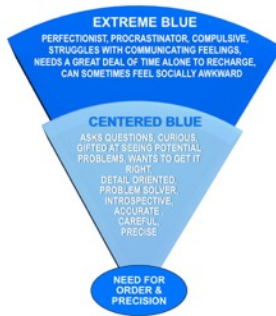 EXTREME BLUE
PERFECTIONIST, PROCRASTINATOR, COMPULSIVE,
STRUGGLES WITH COMMUNICATING FEELINGS,
NEEDS A GREAT DEAL OF TIME ALONE TO RECHARGE,
CAN SOMETIMES FEEL SOCIALLY AWKWARD
CENTERED BLUE
ASKS QUESTIONS, CURIOUS,
GIFTED AT SEEING POTENTIAL
PROBLEMS, WANTS TO GET IT
RIGHT,
DETAIL ORIENTED,
PROBLEM SOLVER,
INTROSPECTIVE,
ACCURATE ,
CAREFUL,
PRECISE
NEED FOR
ORDER &
PRECISION